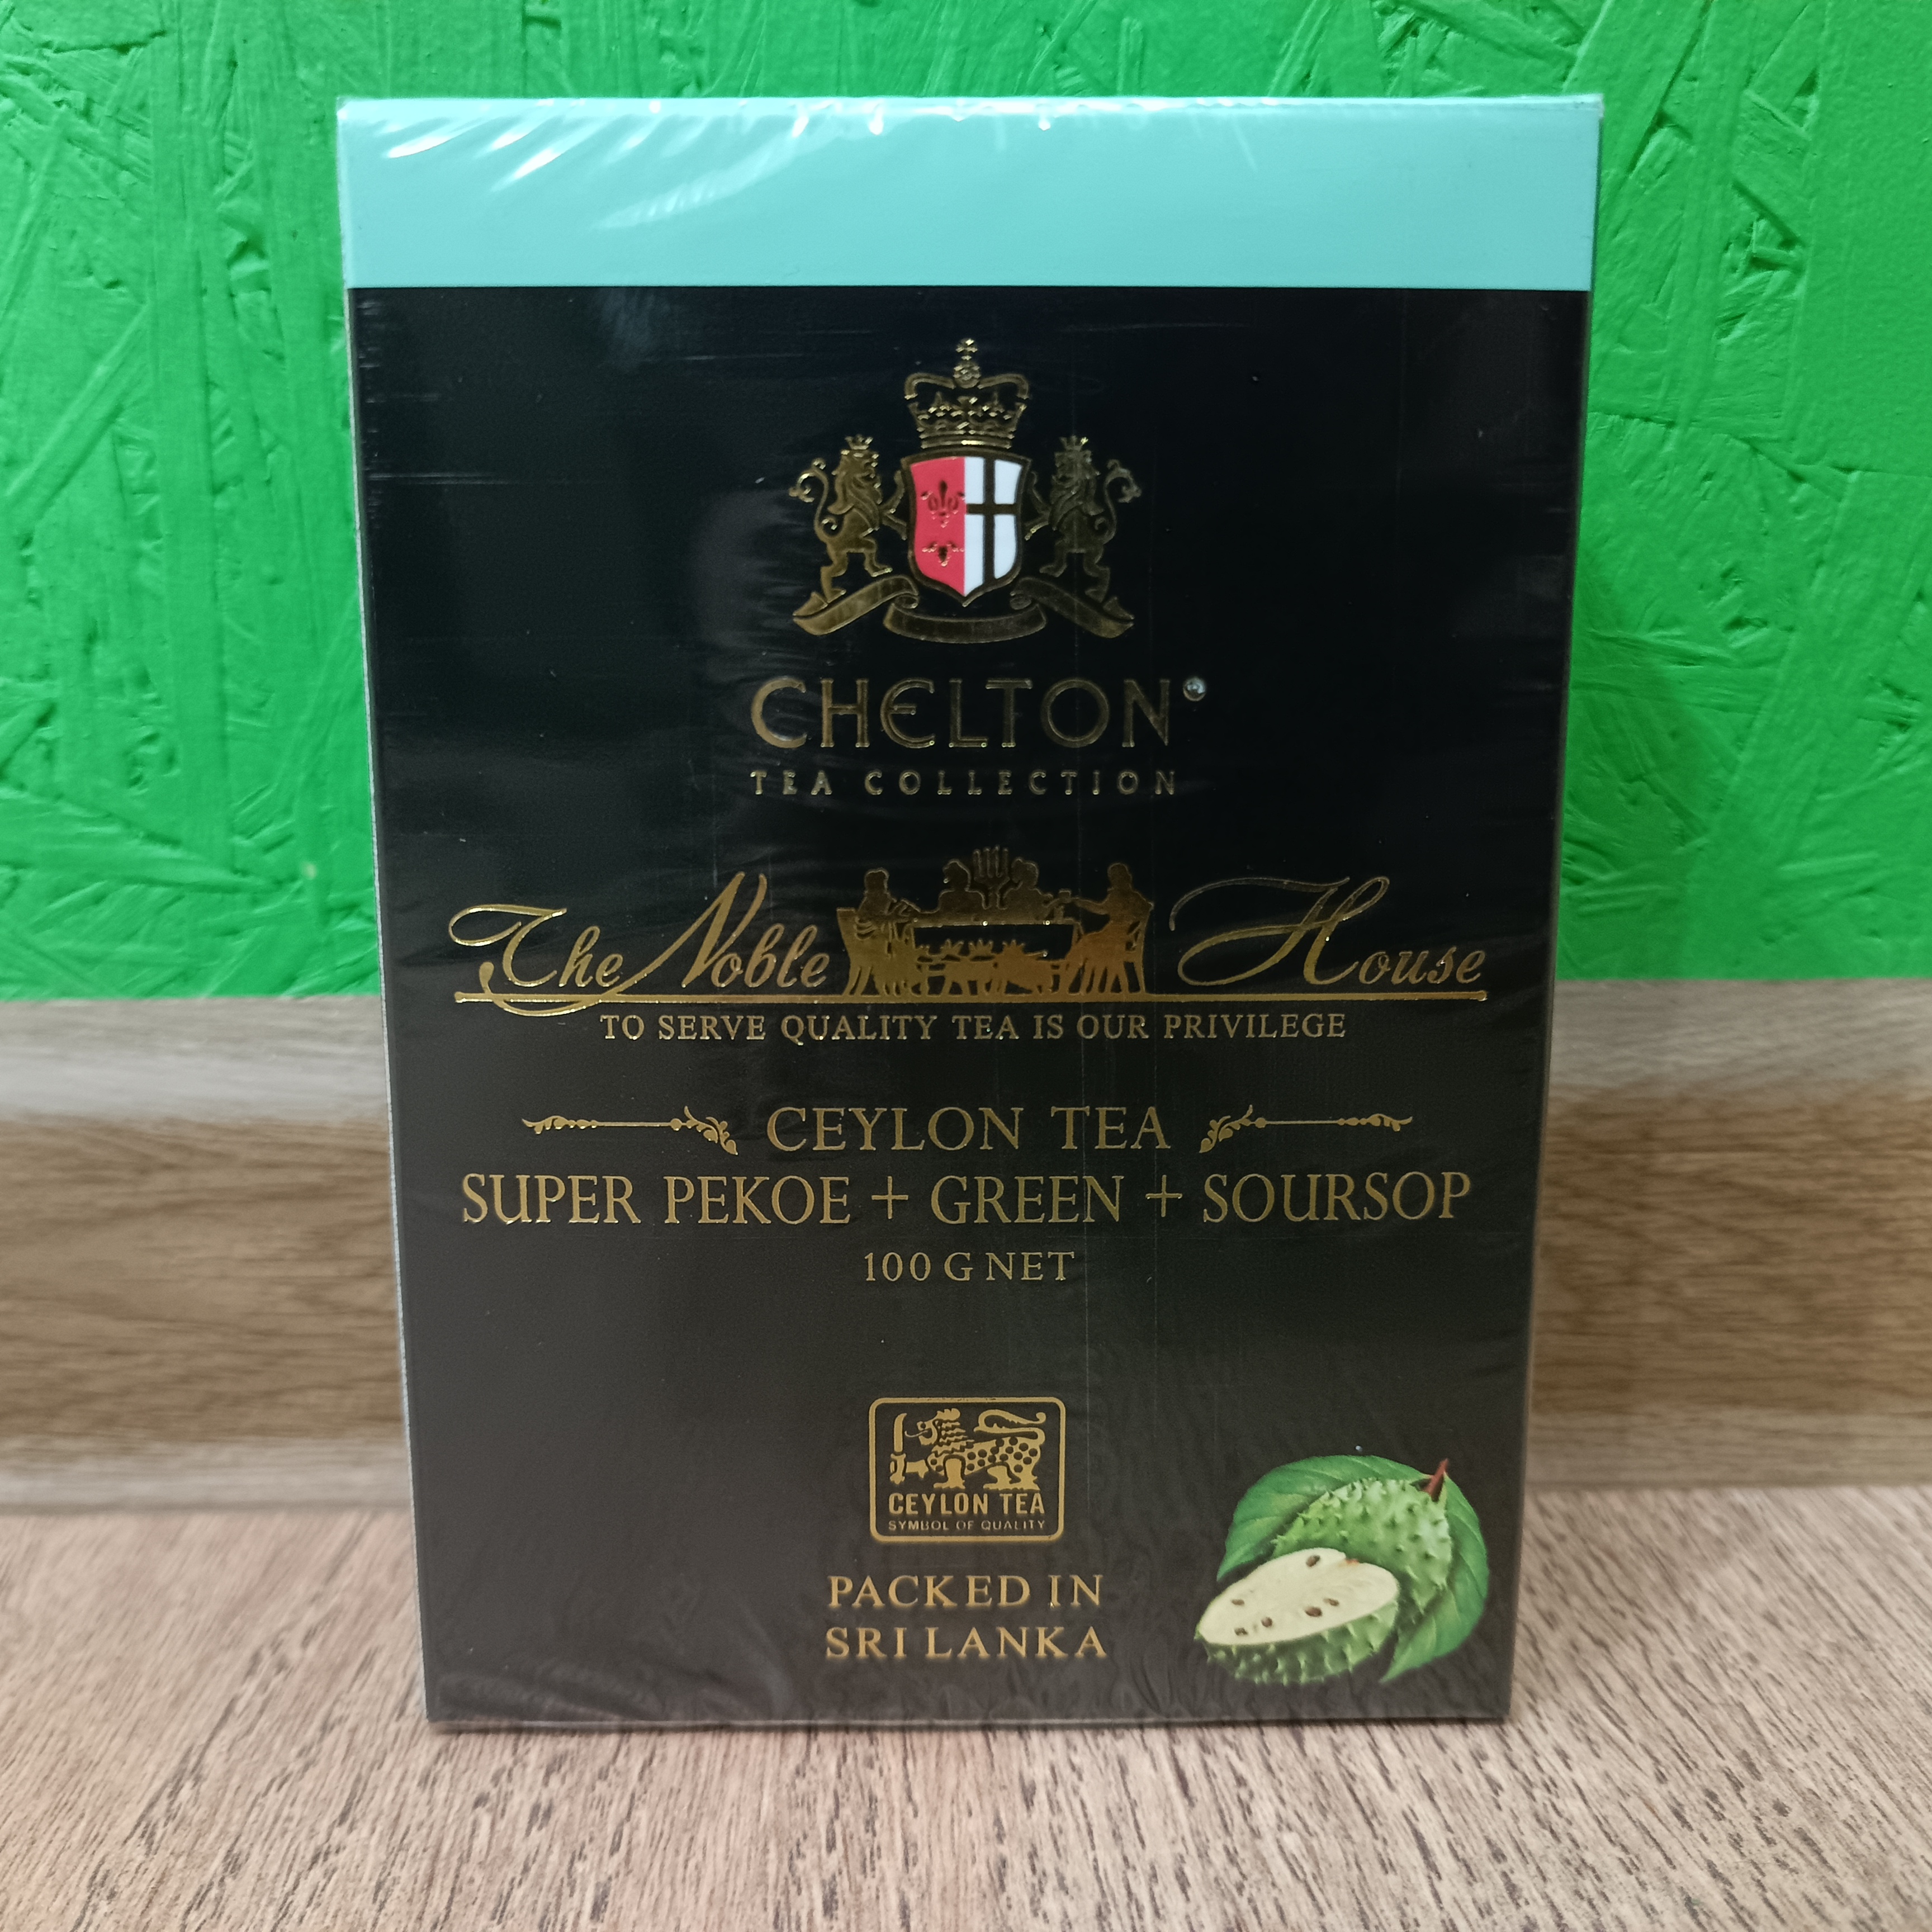 CHELTON®
TEA COLLECTION
The Noble House
TO SERVE QUALITY TEA IS OUR PRIVILEGE
CEYLON TEA
SUPER PEKOE + GREEN + SOURSOP
100 G NET
CEYLON TEA
SYMBOL OF QUALITY
PACKED IN
SRI LANKA